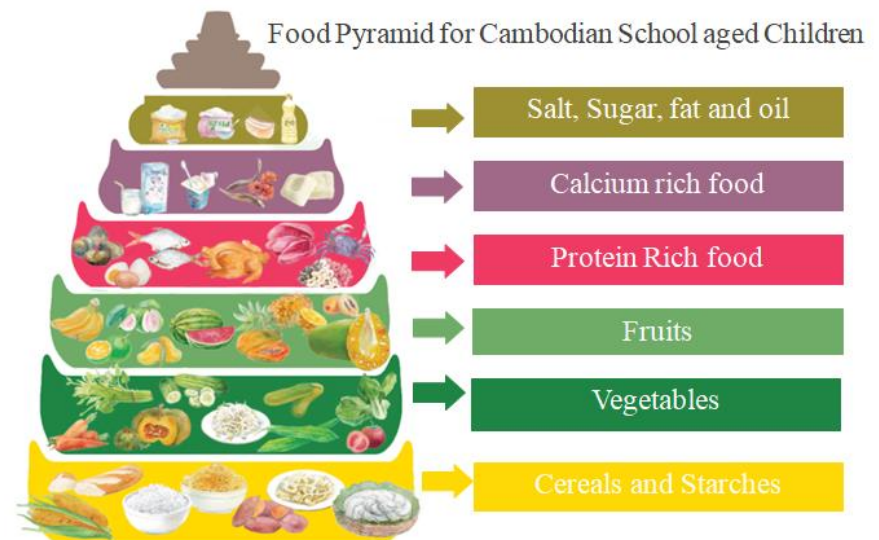 Food Pyramid for Cambodian School aged Children
Salt, Sugar, fat and oil
Calcium rich food
Protein Rich food
Fruits
Vegetables
Cereals and Starches